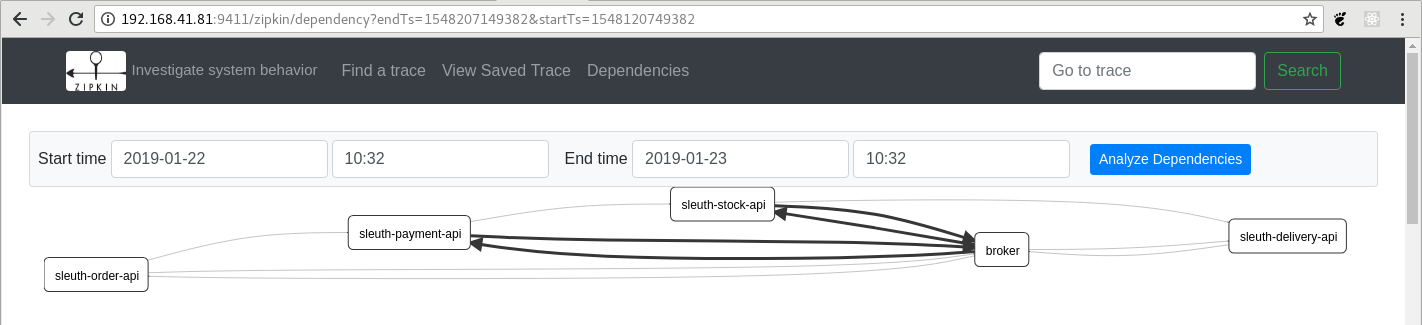 192.168.41.81:9411/zipkin/dependency?endTs=1548207149382&startTs=1548120749382
ZIPKIN Investigate system behavior Find a trace View Saved Trace Dependencies Go to trace Search
Start time 2019-01-22 10:32 End time 2019-01-23 10:32 Analyze Dependencies
sleuth-stock-api
sleuth-payment-api
sleuth-delivery-api
broker
sleuth-order-api